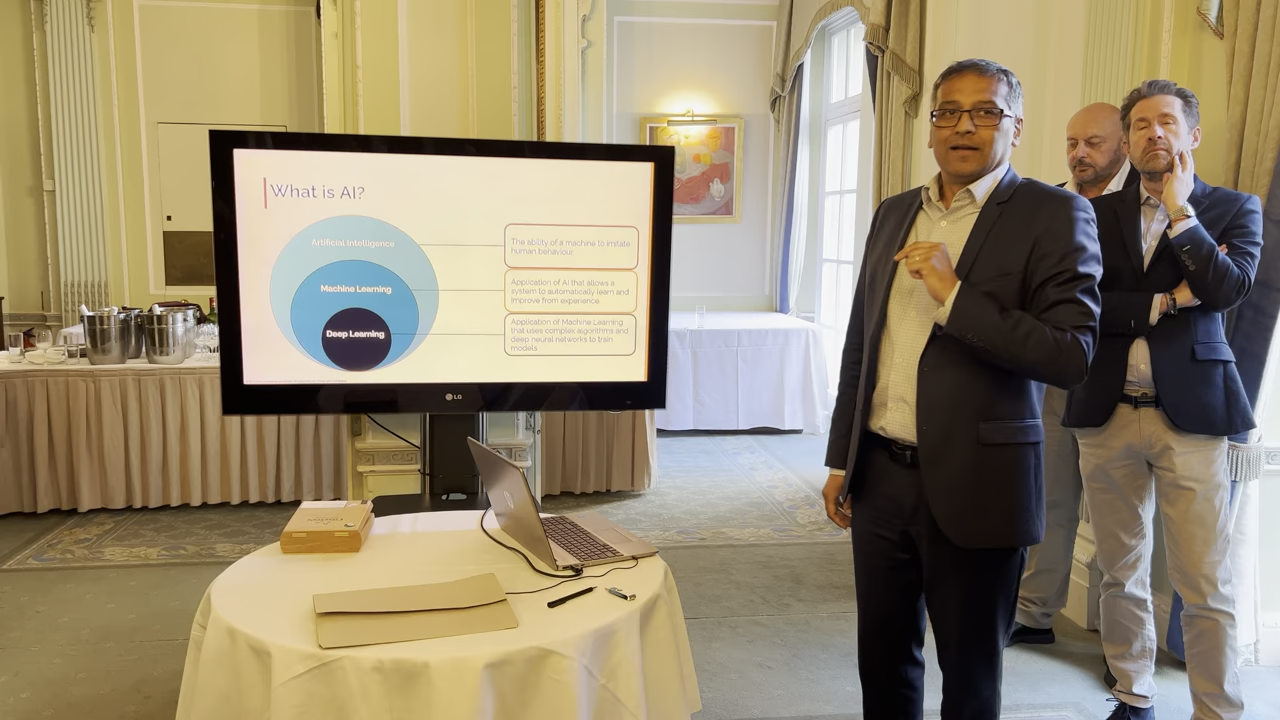 What is AI?
Artificial Intelligence
Machine Learning
Deep Learning
The ability of a machine to imitate
human behaviour.
Application of AI that allows a
system to automatically learn and
improve from experience.
Application of Machine Learning
that uses complex algorithms and
deep neural networks to train
models
LG